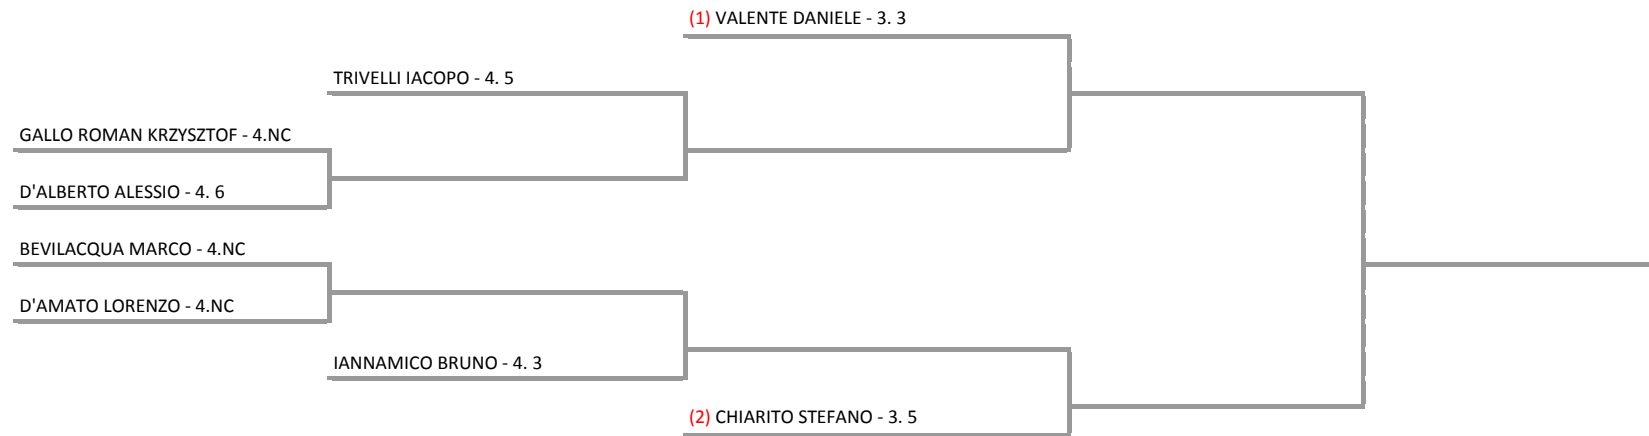 (1) VALENTE DANIELE - 3. 3
TRIVELLI IACOPO - 4. 5
GALLO ROMAN KRZYSZTOF - 4.NC
D'ALBERTO ALESSIO - 4. 6
BEVILACQUA MARCO - 4.NC
D'AMATO LORENZO - 4.NC
IANNAMICO BRUNO - 4. 3
(2) CHIARITO STEFANO - 3. 5